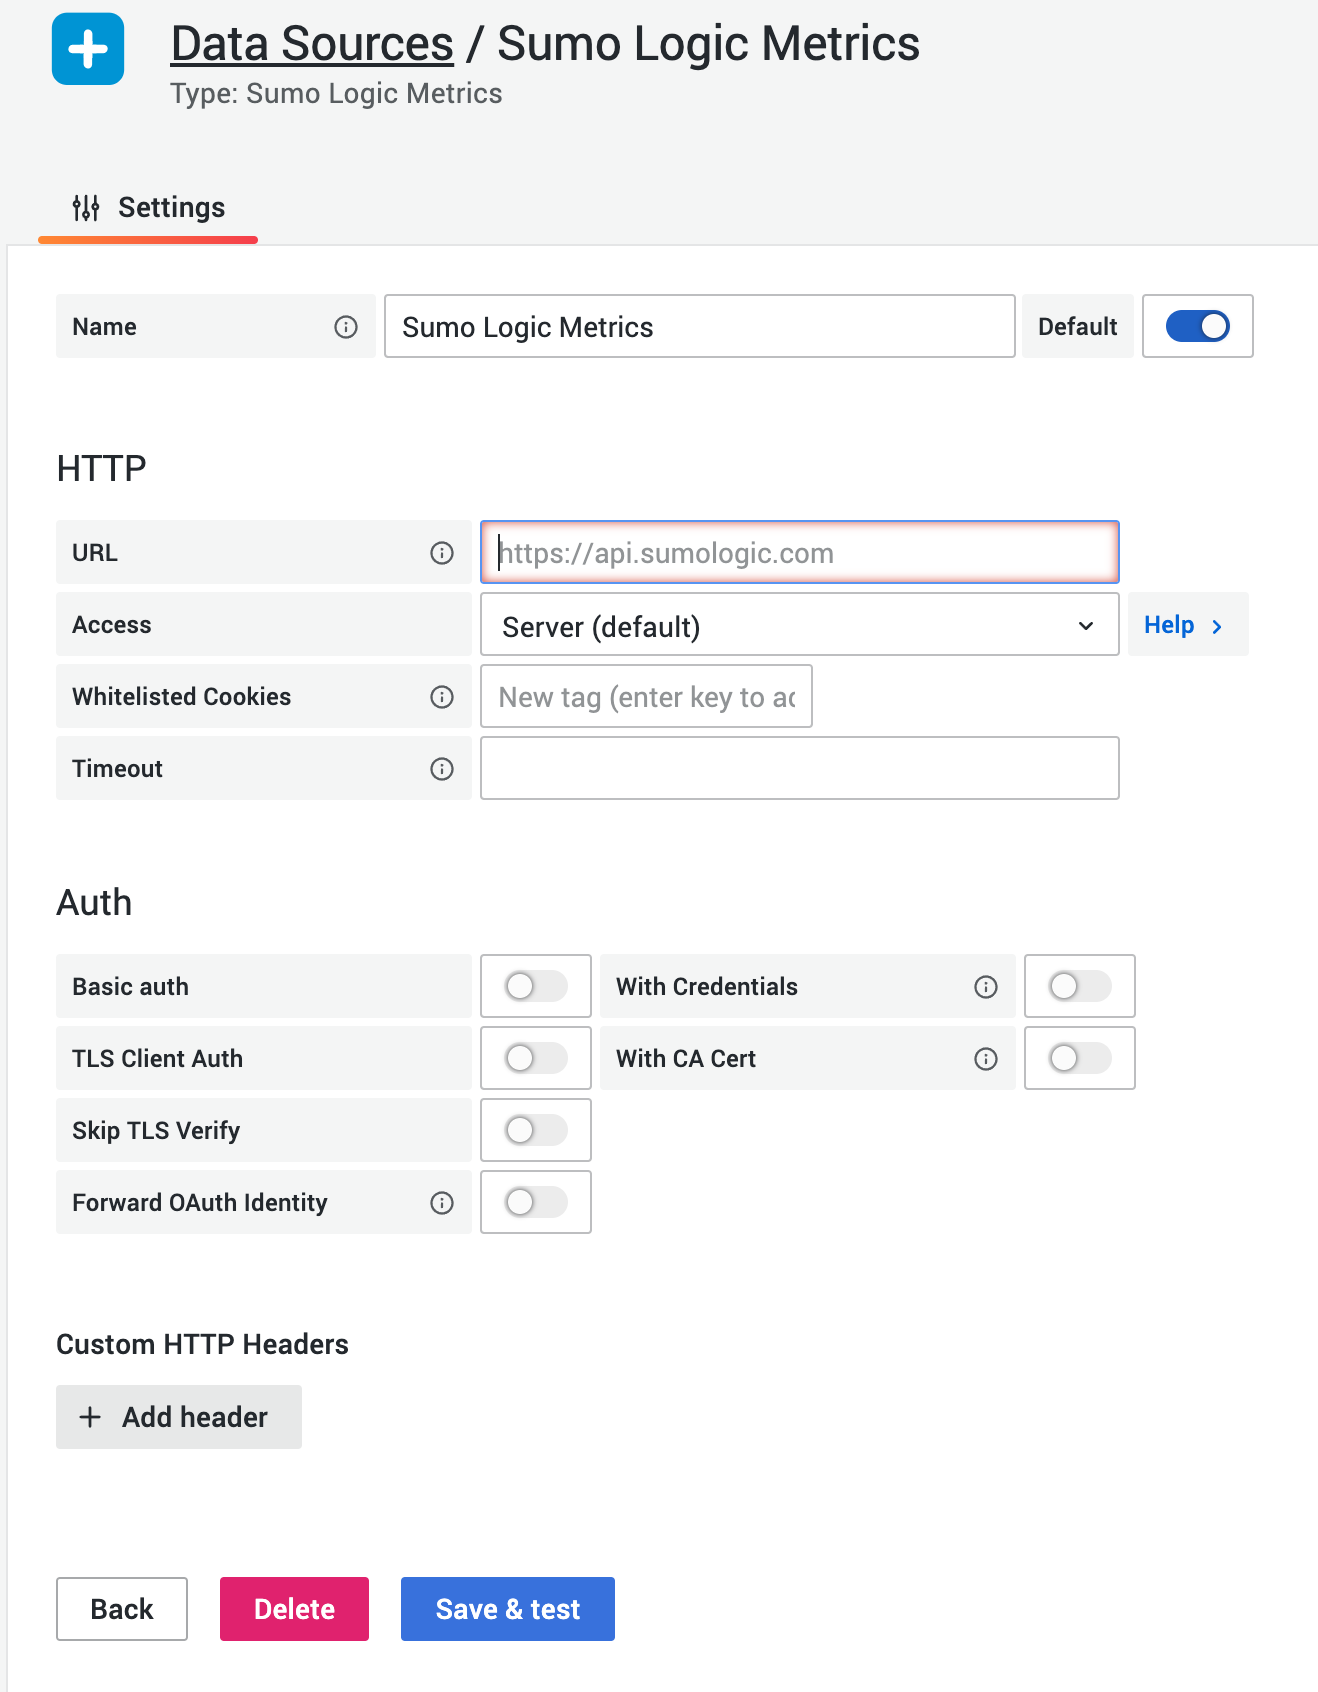 Data Sources / Sumo Logic Metrics
Type: Sumo Logic Metrics
Settings
Name
Sumo Logic Metrics
Default
HTTP
URL
https://api.sumologic.com
Access
Server (default)
Help
Whitelisted Cookies
New tag (enter key to ac
Timeout
Auth
Basic auth
With Credentials
TLS Client Auth
With CA Cert
Skip TLS Verify
Forward OAuth Identity
Custom HTTP Headers
Add header
Back
Delete
Save & test